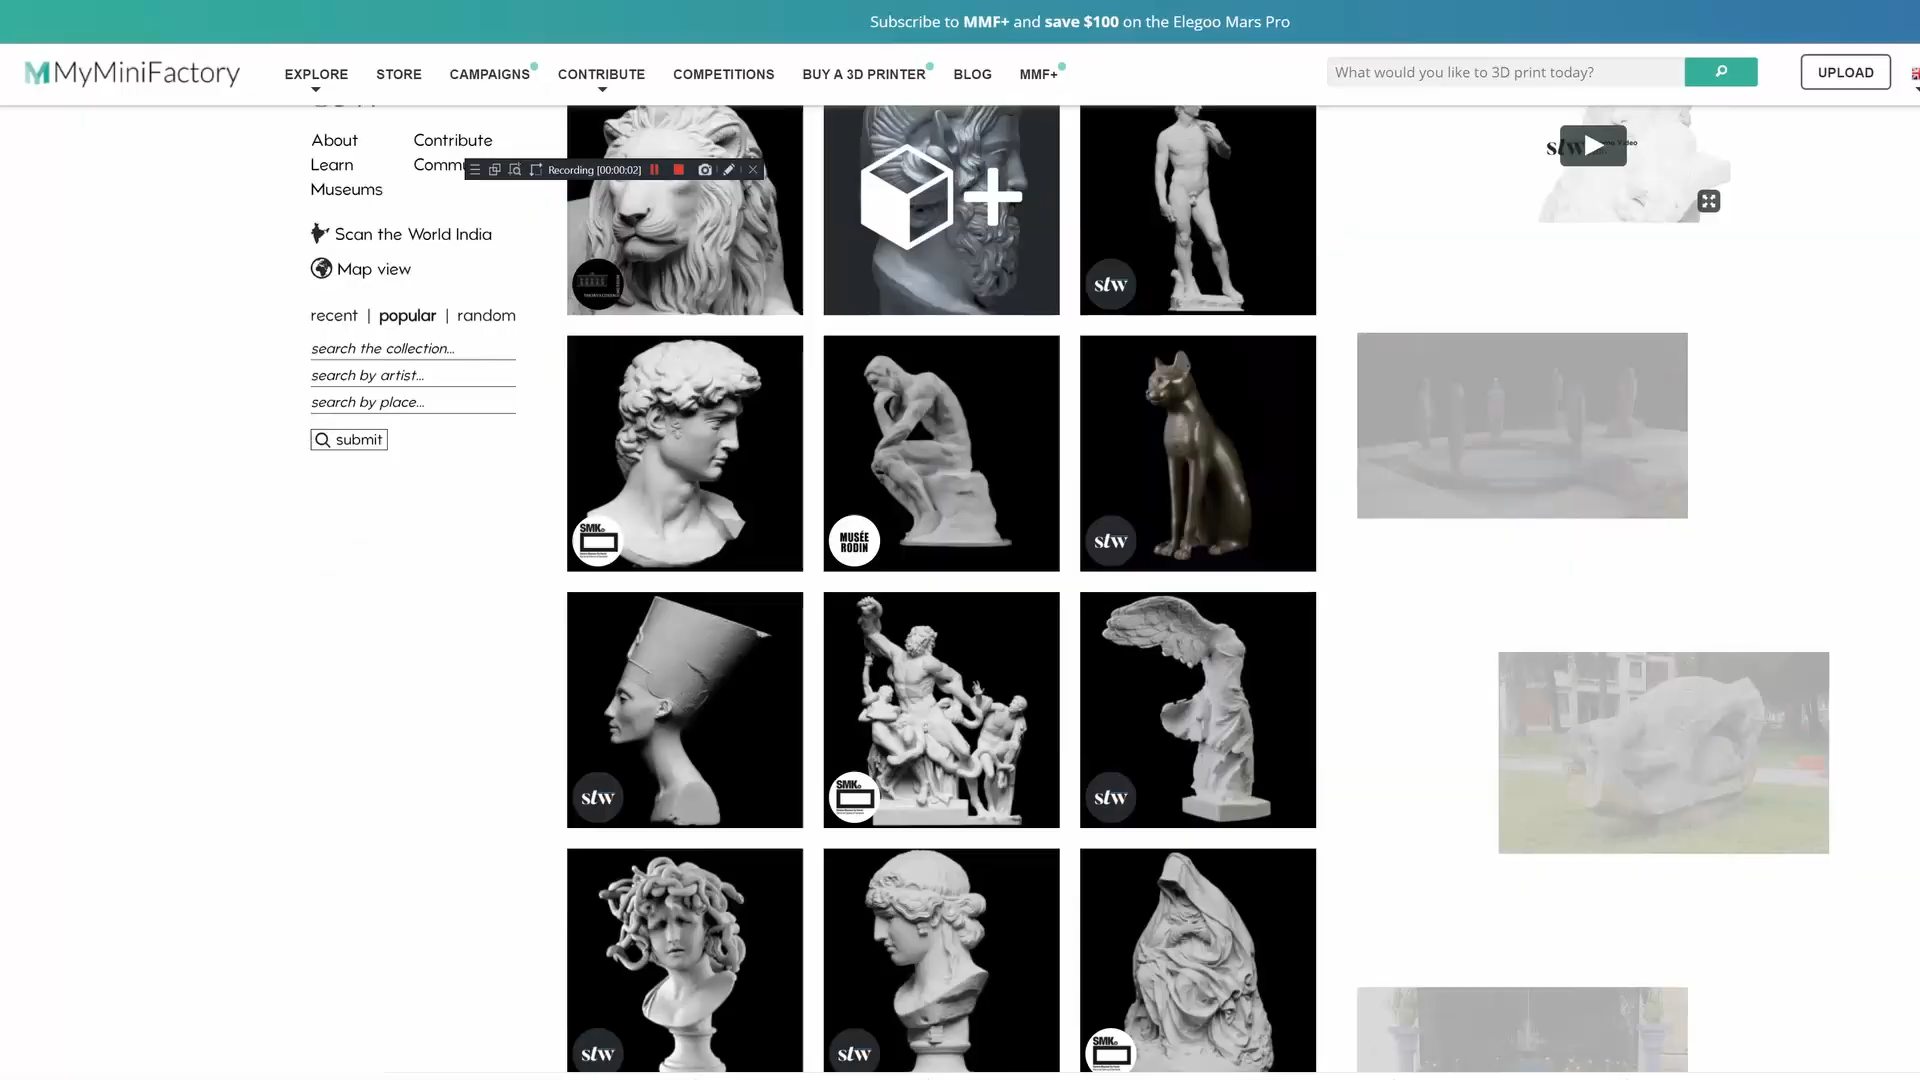 Subscribe to MMF+ and save $100 on the Elegoo Mars Pro
MyMiniFactory
EXPLORE
STORE
CAMPAIGNS
CONTRIBUTE
COMPETITIONS
BUY A 3D PRINTER
BLOG
MMF+
What would you like to 3D print today?
UPLOAD
About
Contribute
Learn
Museums
Recording [00:00:02]
Scan the World India
Map view
recent | popular | random
search the collection...
search by artist...
search by place...
submit
stw
SMK
MUSÉE
RODIN
stw
stw
SMK
stw
stw
stw
SMK